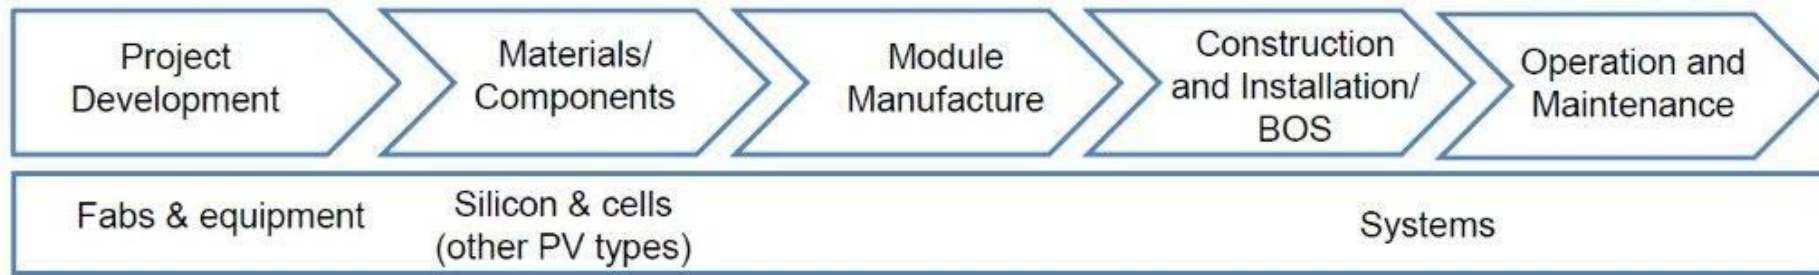 Project
Development
Materials/
Components
Module
Manufacture
Construction
and Installation/
BOS
Operation and
Maintenance
Fabs & equipment
Silicon & cells
(other PV types)
Systems